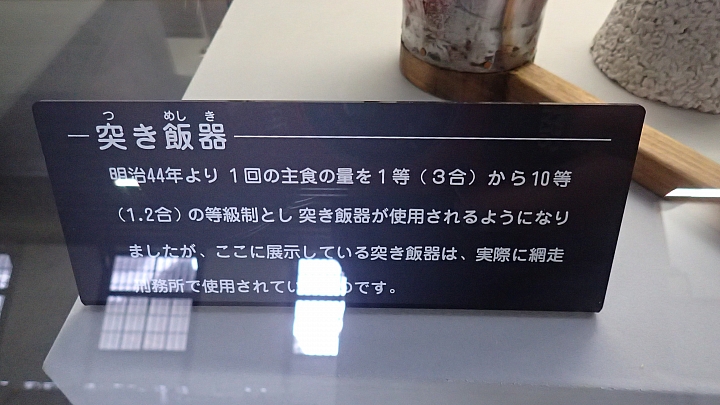 つ めし き
突き飯器
明治44年より 1回の主食の量を1等（3合）から10等
（1.2合）の等級制とし 突き飯器が使用されるようになり
ましたが、ここに展示している突き飯器は、実際に網走
刑務所で使用されてい のです。